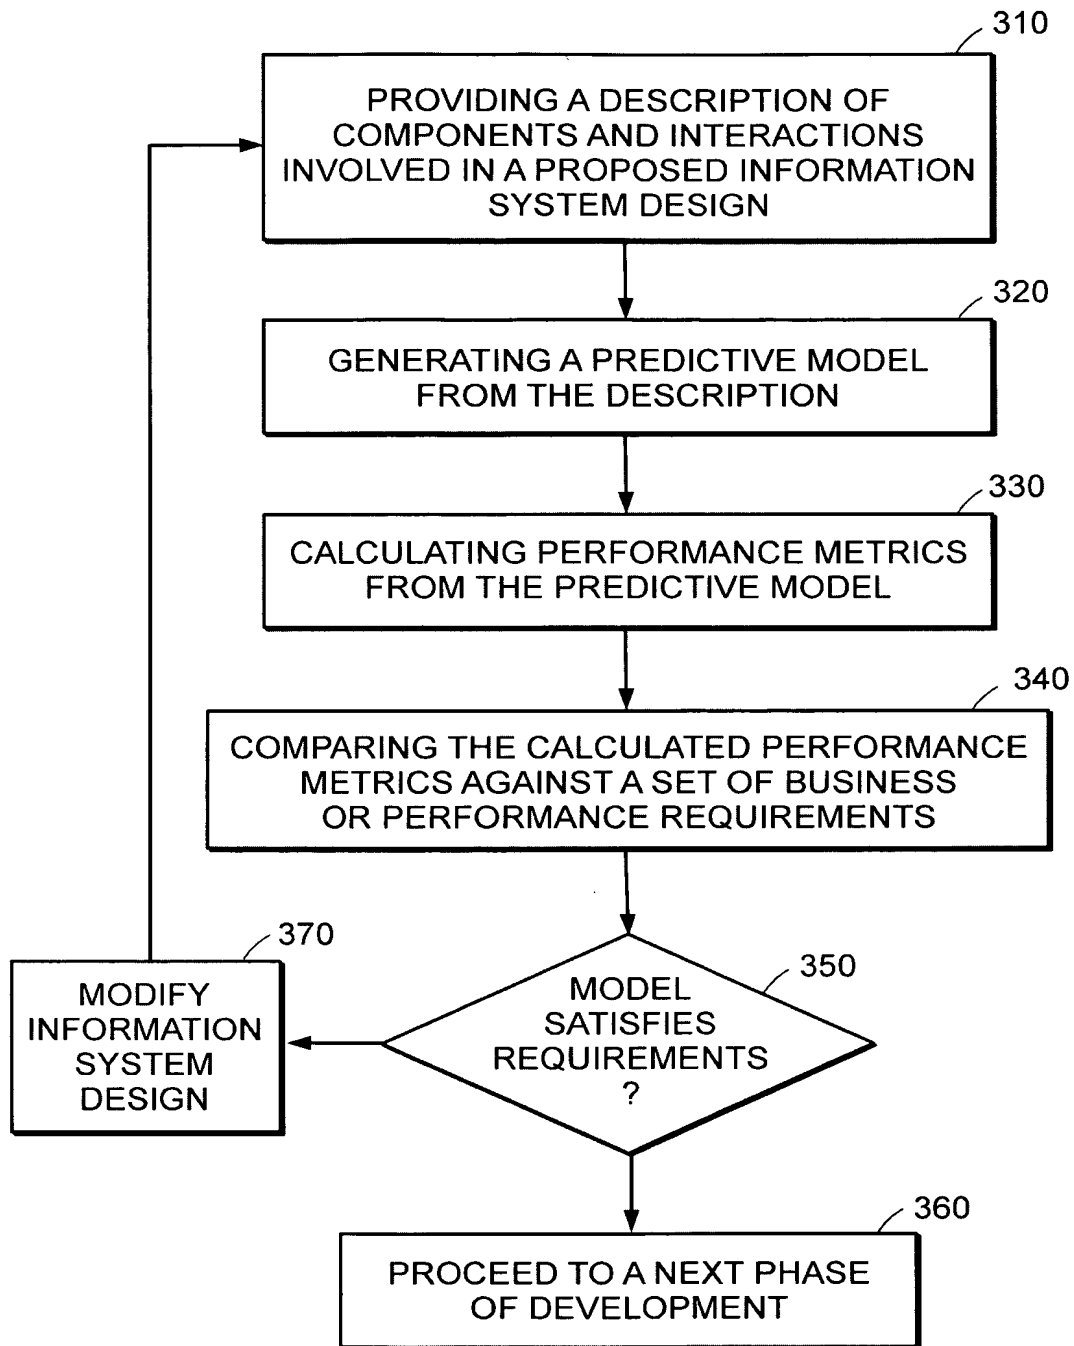 310
PROVIDING A DESCRIPTION OF
COMPONENTS AND INTERACTIONS
INVOLVED IN A PROPOSED INFORMATION
SYSTEM DESIGN
320
GENERATING A PREDICTIVE MODEL
FROM THE DESCRIPTION
330
CALCULATING PERFORMANCE METRICS
FROM THE PREDICTIVE MODEL
340
COMPARING THE CALCULATED PERFORMANCE
METRICS AGAINST A SET OF BUSINESS
OR PERFORMANCE REQUIREMENTS
350
MODEL
SATISFIES
REQUIREMENTS
?
370
MODIFY
INFORMATION
SYSTEM
DESIGN
360
PROCEED TO A NEXT PHASE
OF DEVELOPMENT